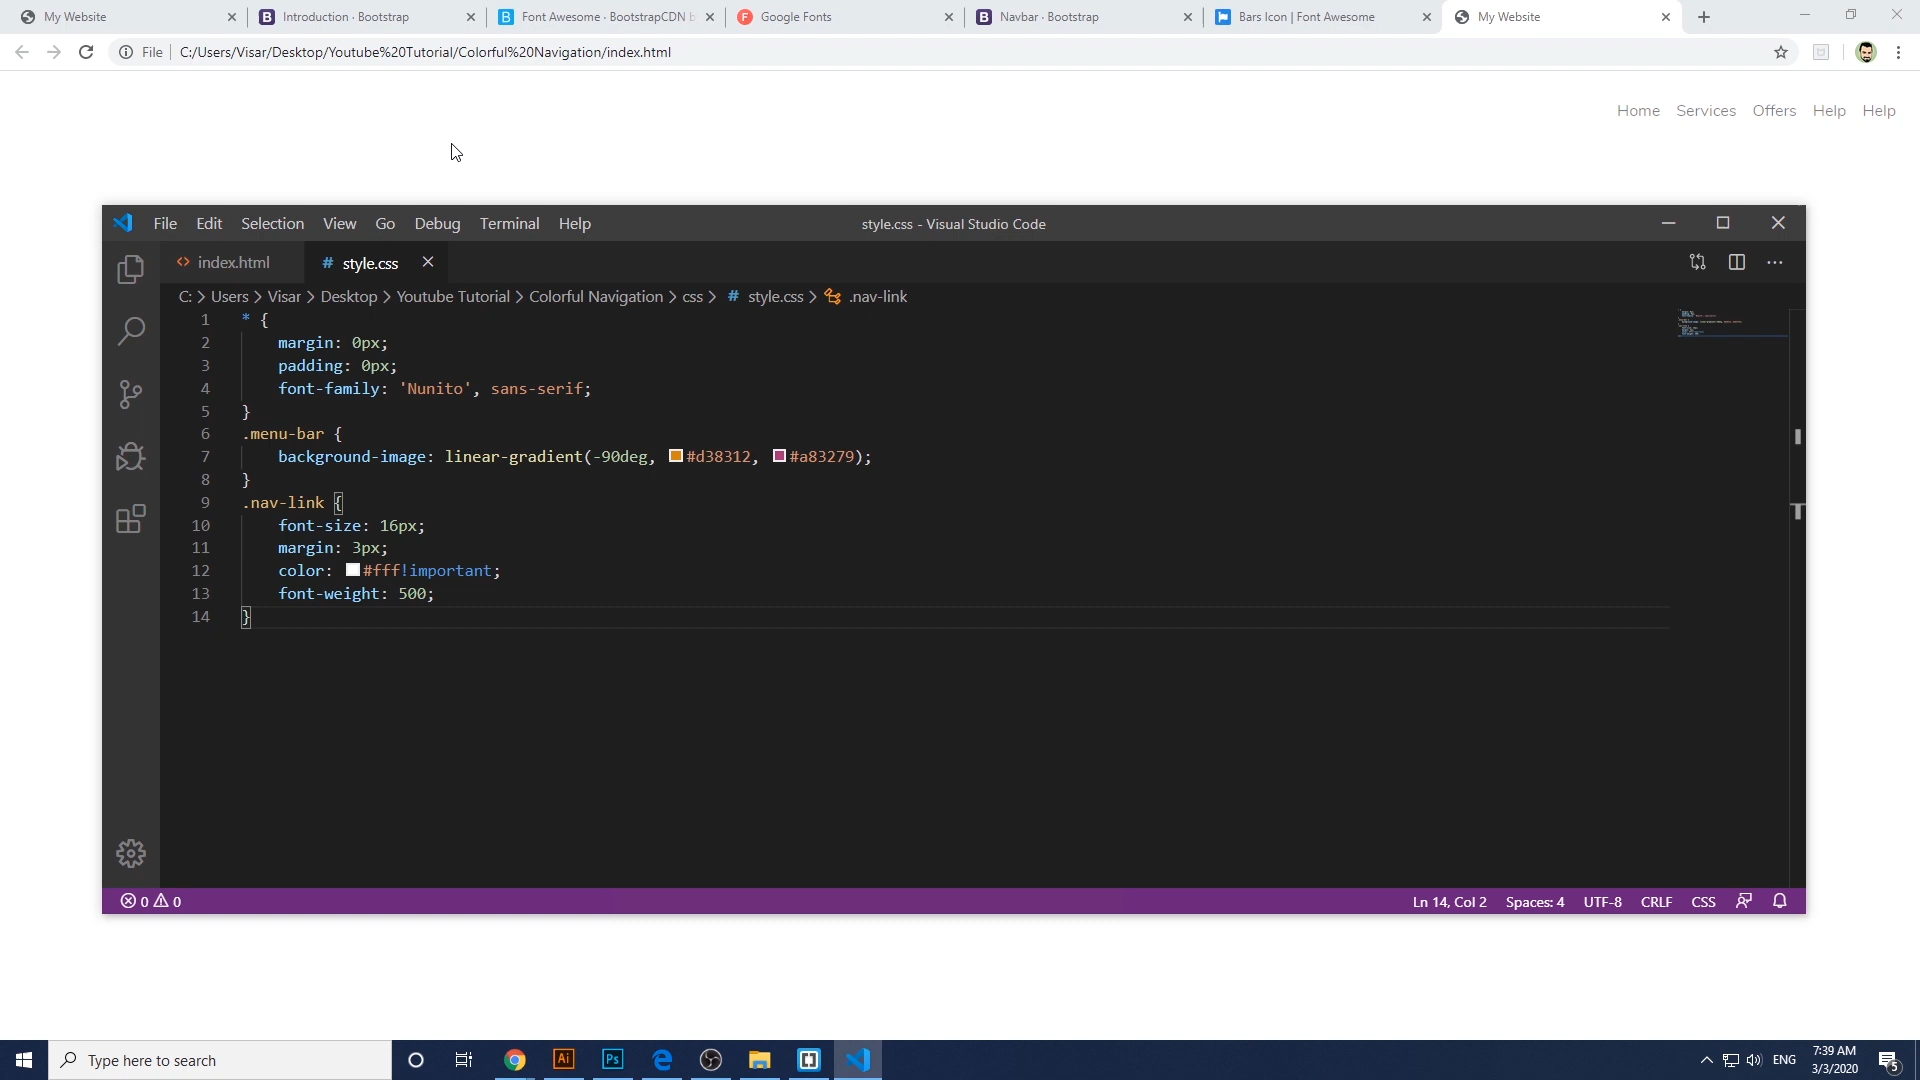 My Website
Introduction · Bootstrap
Font Awesome · BootstrapCDN b
Google Fonts
Navbar · Bootstrap
Bars Icon | Font Awesome
My Website
File | C:/Users/Visar/Desktop/Youtube%20Tutorial/Colorful%20Navigation/index.html
Home Services Offers Help Help
File Edit Selection View Go Debug Terminal Help
style.css - Visual Studio Code
index.html
# style.css
C: > Users > Visar > Desktop > Youtube Tutorial > Colorful Navigation > css > # style.css > .nav-link
1 * {
2 margin: 0px;
3 padding: 0px;
4 font-family: 'Nunito', sans-serif;
5 }
6 .menu-bar {
7 background-image: linear-gradient(-90deg, #d38312, #a83279);
8 }
9 .nav-link {
10 font-size: 16px;
11 margin: 3px;
12 color: #fff!important;
13 font-weight: 500;
14 }
0 0
Ln 14, Col 2 Spaces: 4 UTF-8 CRLF CSS
Type here to search
Ai
Ps
ENG
7:39 AM
3/3/2020
5